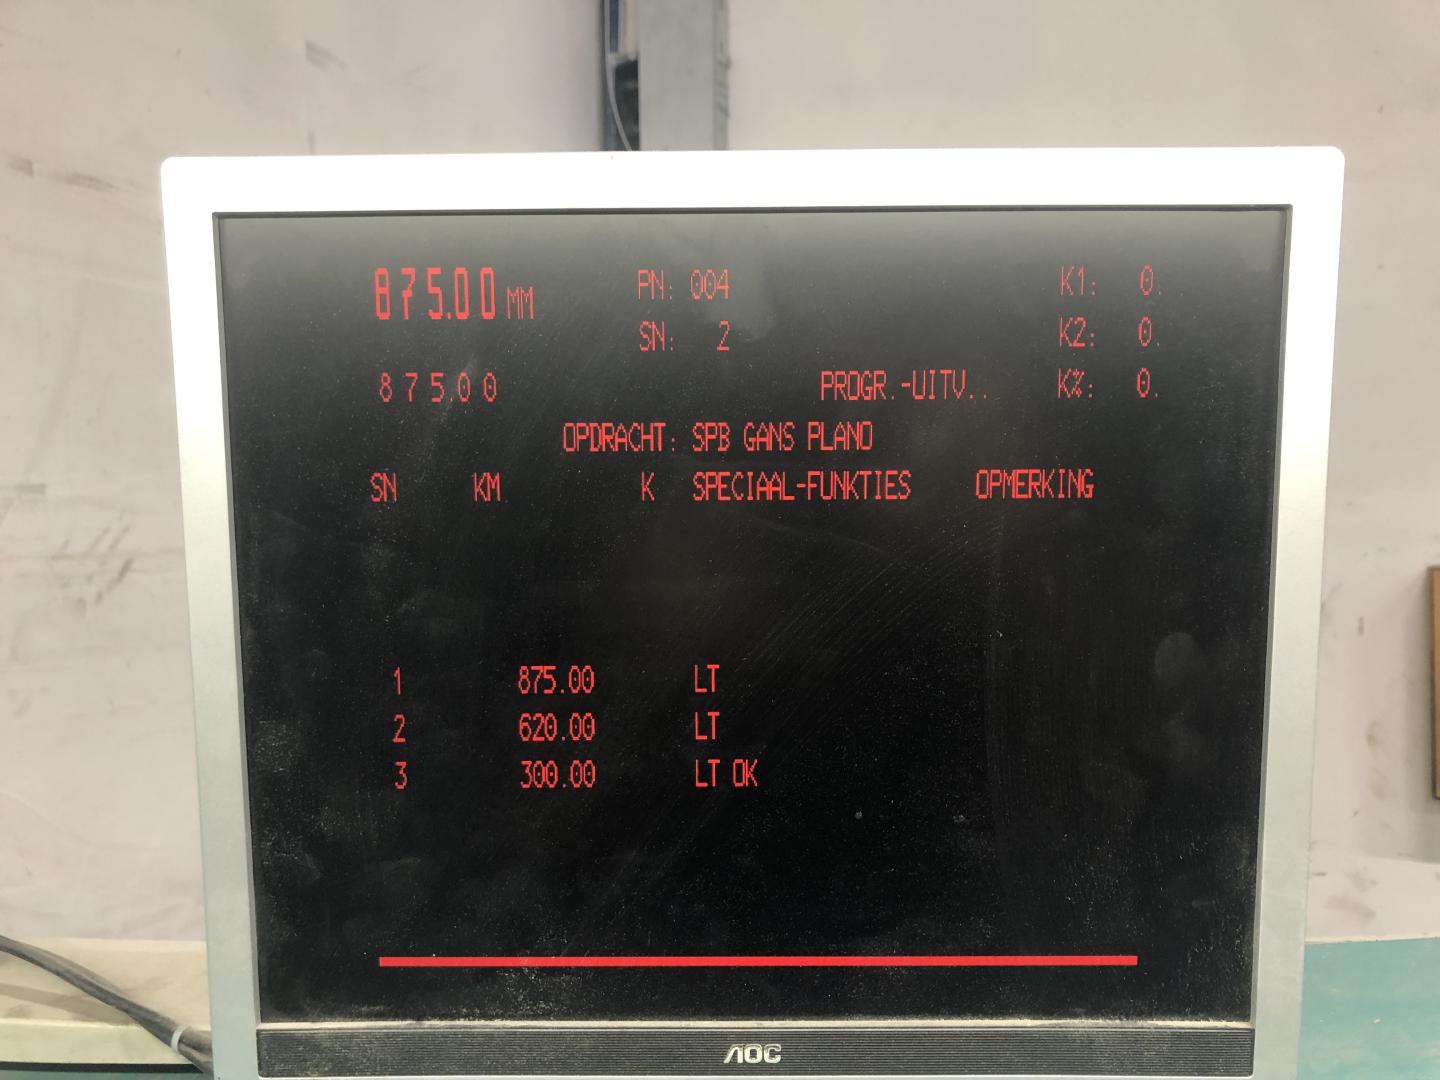 875.00 MM PN: 004 K1: 0.
SN: 2 K2: 0.
875.00 PROGR.-UITV.. K%: 0.
OPDRACHT: SPB GANS PLANO
SN KM K SPECIAAL-FUNKTIES OPMERKING
1 875.00 LT
2 620.00 LT
3 300.00 LT OK
AOC